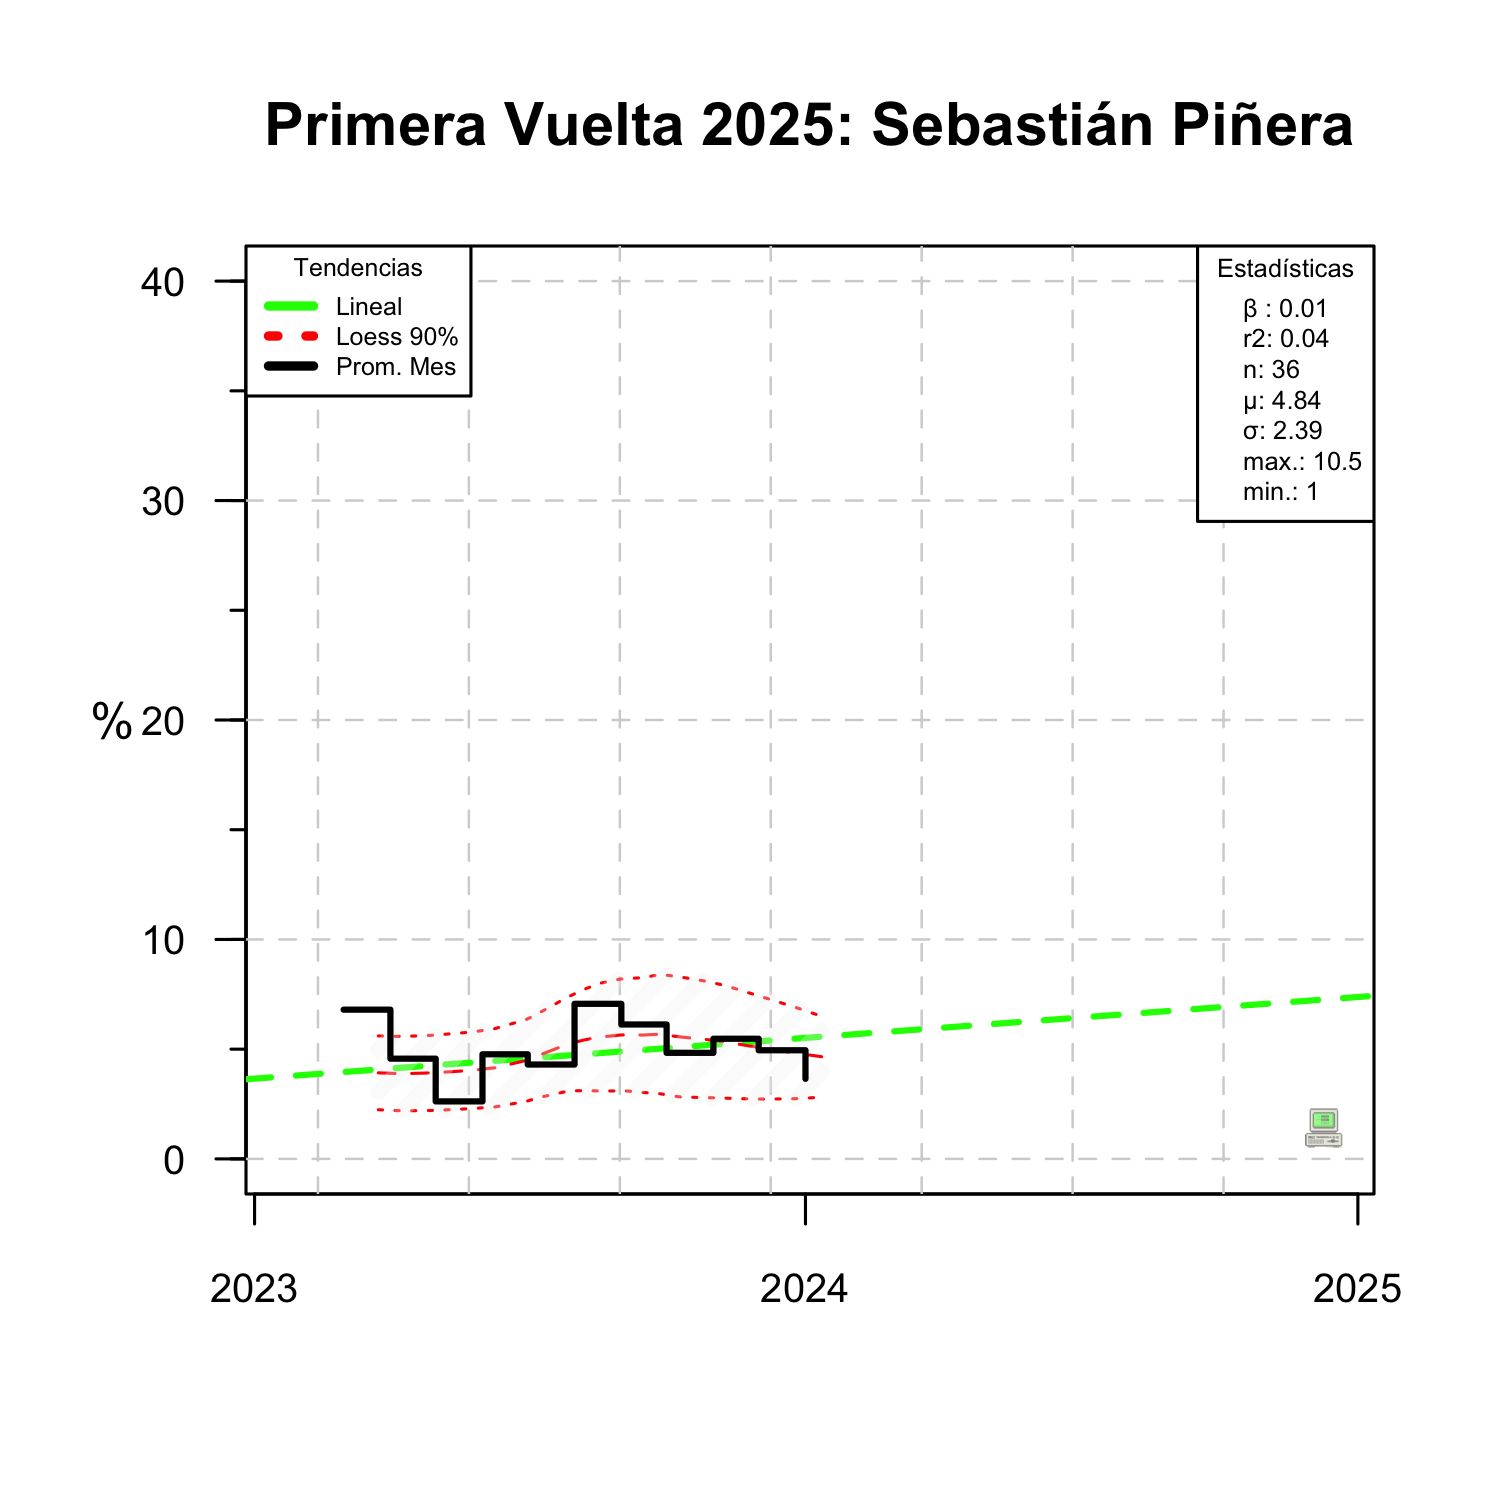 Primera Vuelta 2025: Sebastián Piñera
Tendencias
Lineal
Loess 90%
Prom. Mes
Estadísticas
β : 0.01
r2: 0.04
n: 36
μ: 4.84
σ: 2.39
max.: 10.5
min.: 1
40
30
% 20
10
0
2023 2024 2025